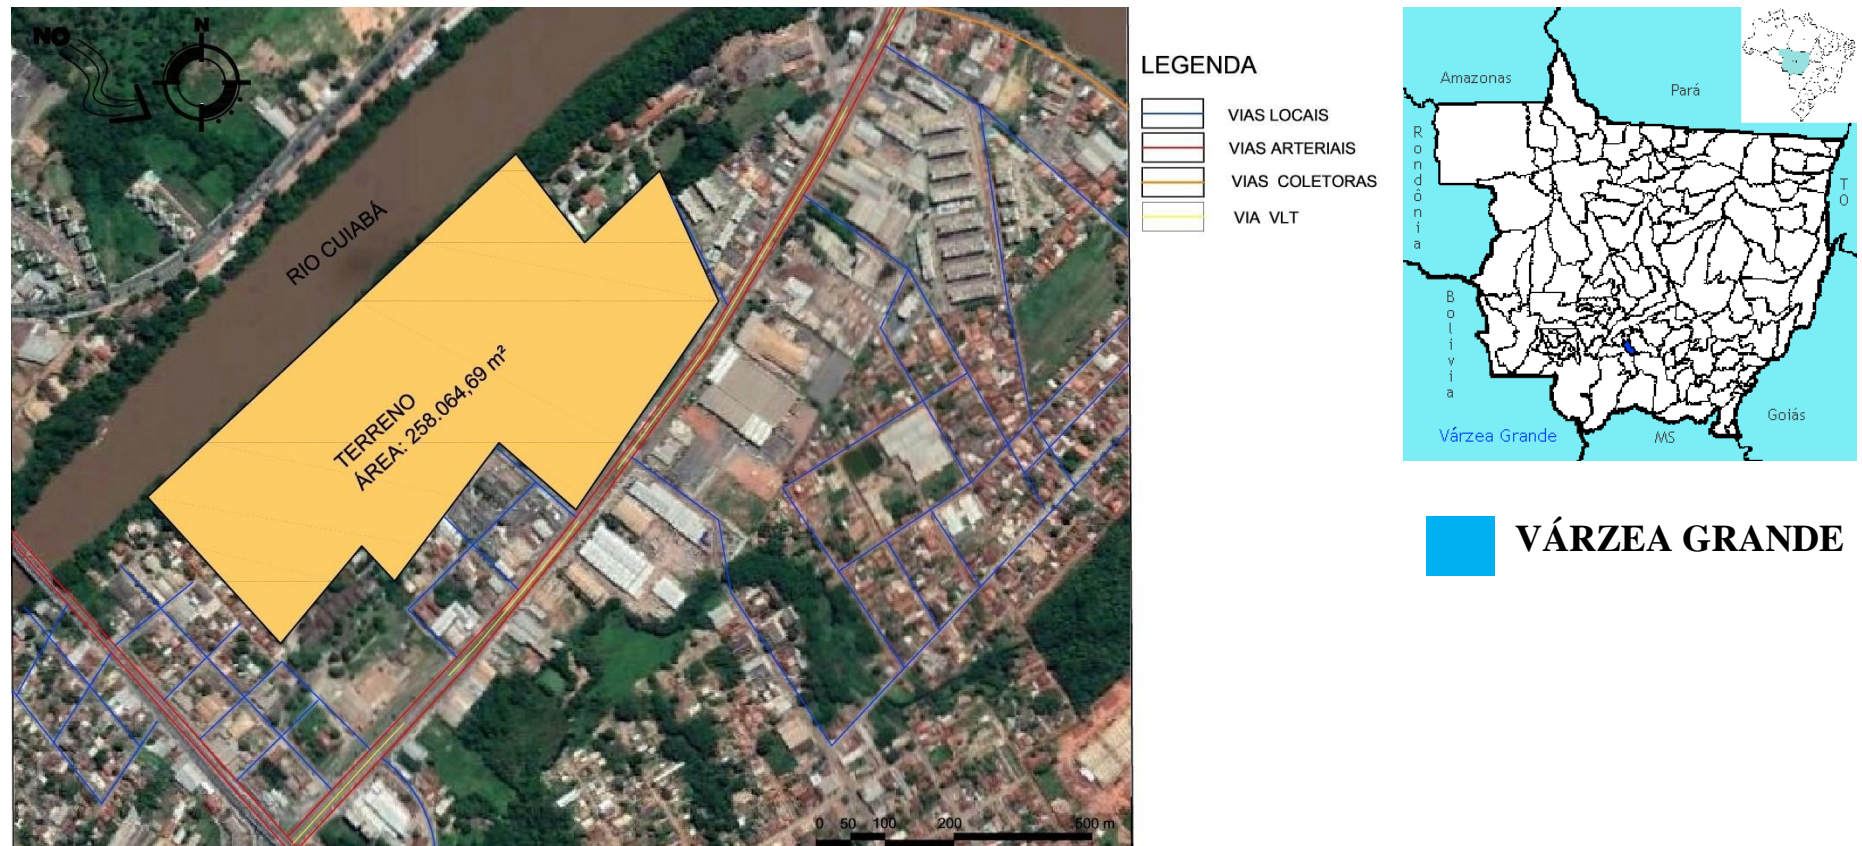 NO
N
RIO CUIABÁ
TERRENO
ÁREA: 258.064,69 m²
0 50 100 200 500 m
LEGENDA
VIAS LOCAIS
VIAS ARTERIAIS
VIAS COLETORAS
VIA VLT
Amazonas
Pará
Rondônia
TO
Bolivia
Goiás
Várzea Grande
MS
VÁRZEA GRANDE